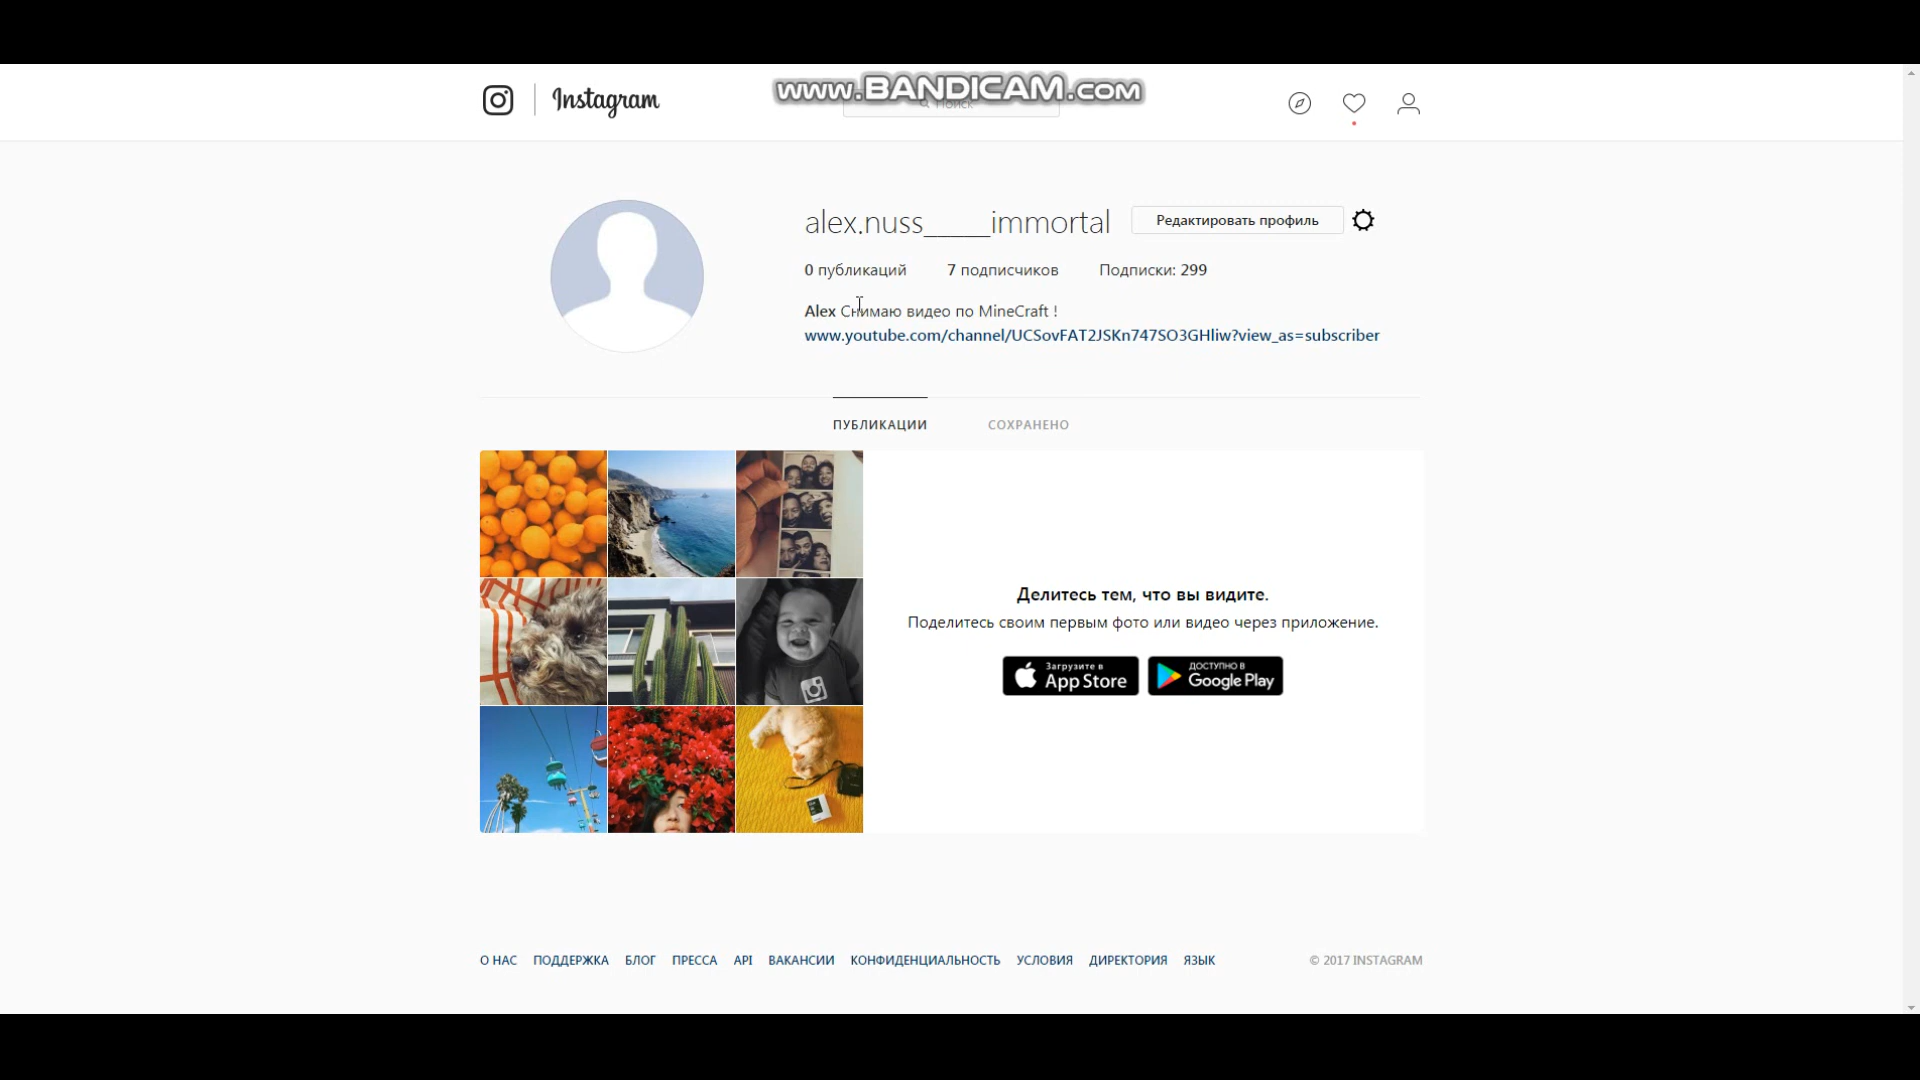 www.BANDICAM.com
Instagram
Поиск
alex.nuss_____immortal
Редактировать профиль
0 публикаций 7 подписчиков Подписки: 299
Alex Снимаю видео по MineCraft !
www.youtube.com/channel/UCSovFAT2JSKn747SO3GHliw?view_as=subscriber
ПУБЛИКАЦИИ СОХРАНЕНО
Делитесь тем, что вы видите.
Поделитесь своим первым фото или видео через приложение.
Загрузите в App Store
ДОСТУПНО В Google Play
О НАС ПОДДЕРЖКА БЛОГ ПРЕССА API ВАКАНСИИ КОНФИДЕНЦИАЛЬНОСТЬ УСЛОВИЯ ДИРЕКТОРИЯ ЯЗЫК © 2017 INSTAGRAM